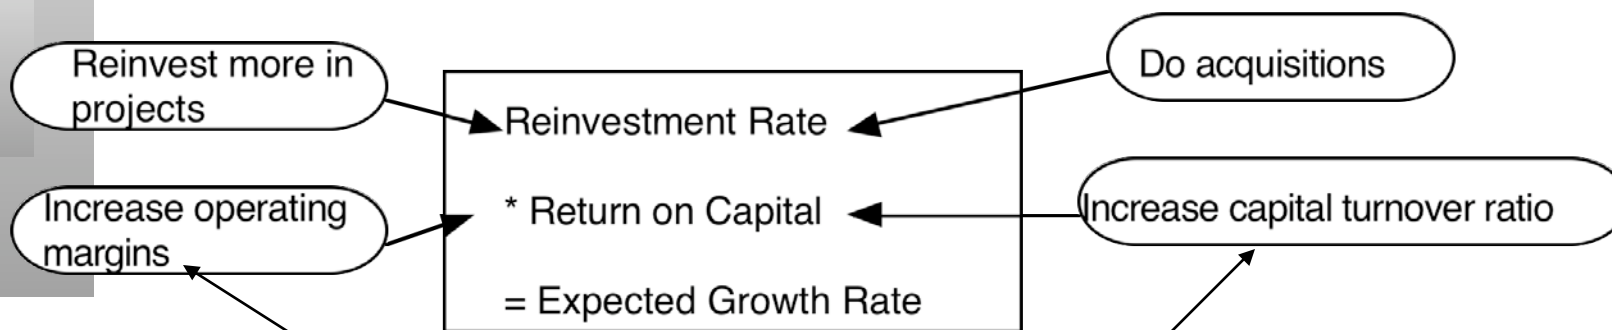 Reinvest more in
projects
Do acquisitions
Reinvestment Rate
Increase operating
margins
* Return on Capital
Increase capital turnover ratio
= Expected Growth Rate